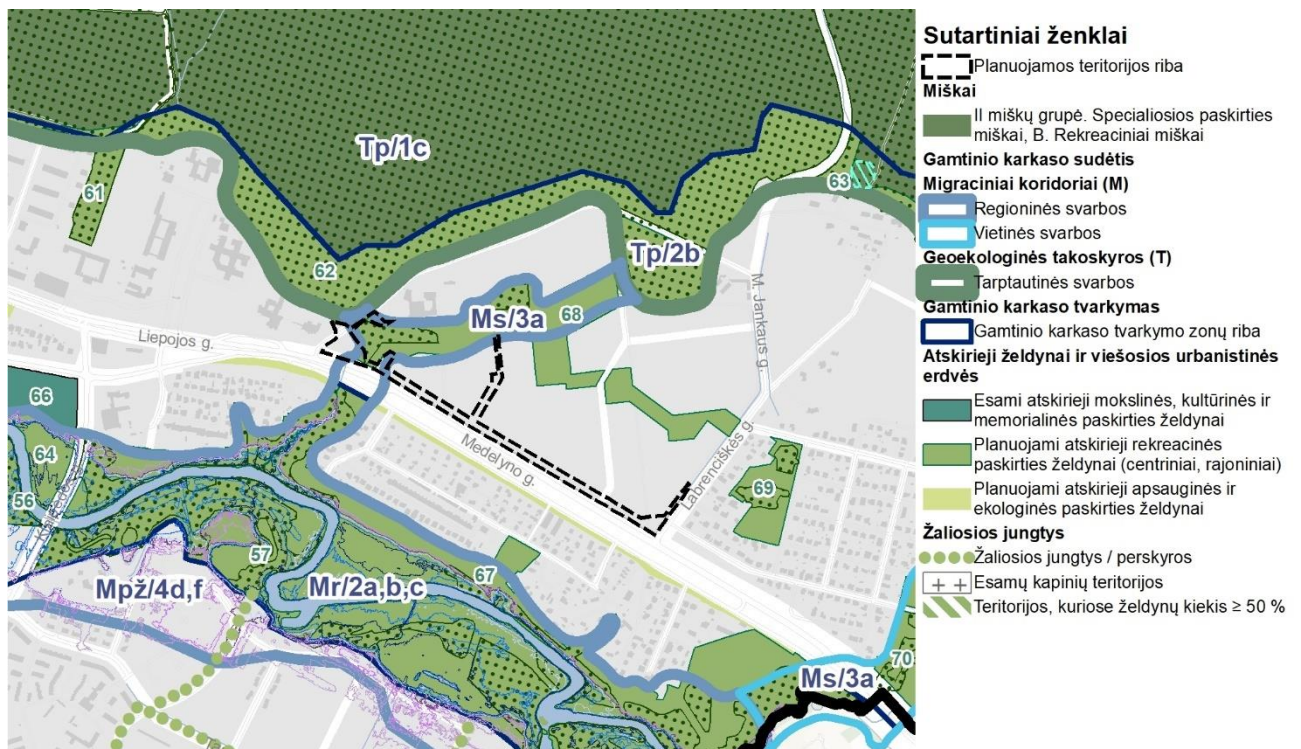 Sutartiniai ženklai
Planuojamos teritorijos riba
Miškai
II miškų grupė. Specialiosios paskirties
miškai, B. Rekreaciniai miškai
Gamtinio karkaso sudėtis
Migraciniai koridoriai (M)
Regioninės svarbos
Vietinės svarbos
Geoekologinės takoskyros (T)
Tarptautinės svarbos
Gamtinio karkaso tvarkymas
Gamtinio karkaso tvarkymo zonų riba
Atskirieji želdynai ir viešosios urbanistinės
erdvės
Esami atskirieji mokslinės, kultūrinės ir
memorialinės paskirties želdynai
Planuojami atskirieji rekreacinės
paskirties želdynai (centriniai, rajoniniai)
Planuojami atskirieji apsauginės ir
ekologinės paskirties želdynai
Žaliosios jungtys
Žaliosios jungtys / perskyros
Esamų kapinių teritorijos
Teritorijos, kuriose želdynų kiekis ≥ 50 %
Tp/1c
61
63
62
Tp/2b
Ms/3a
68
Liepojos g.
M. Jankaus g.
66
64
56
Medelyno g.
Labrenciškės g.
69
57
67
Mpž/4d,f
Mr/2a,b,c
70
Ms/3a